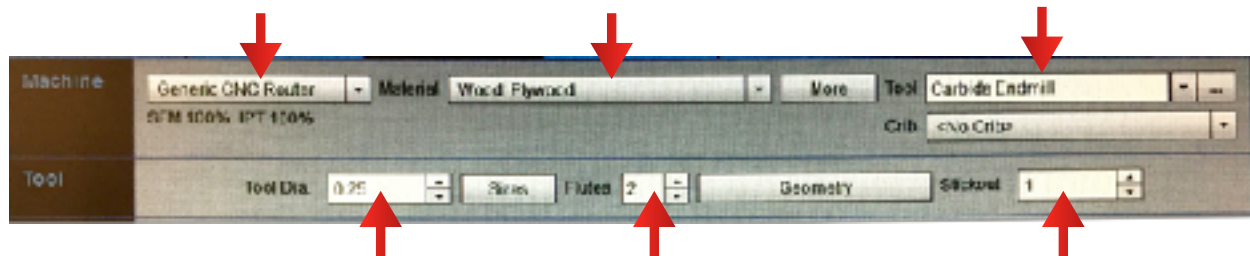 Machine Generic CNC Router Material Wood: Plywood More Tool Carbide Endmill ...
SFM 100% IPT 100% Crib <No Crib>
Tool Tool Dia. 0.25 Sizes Flutes 2 Geometry Stickout 1